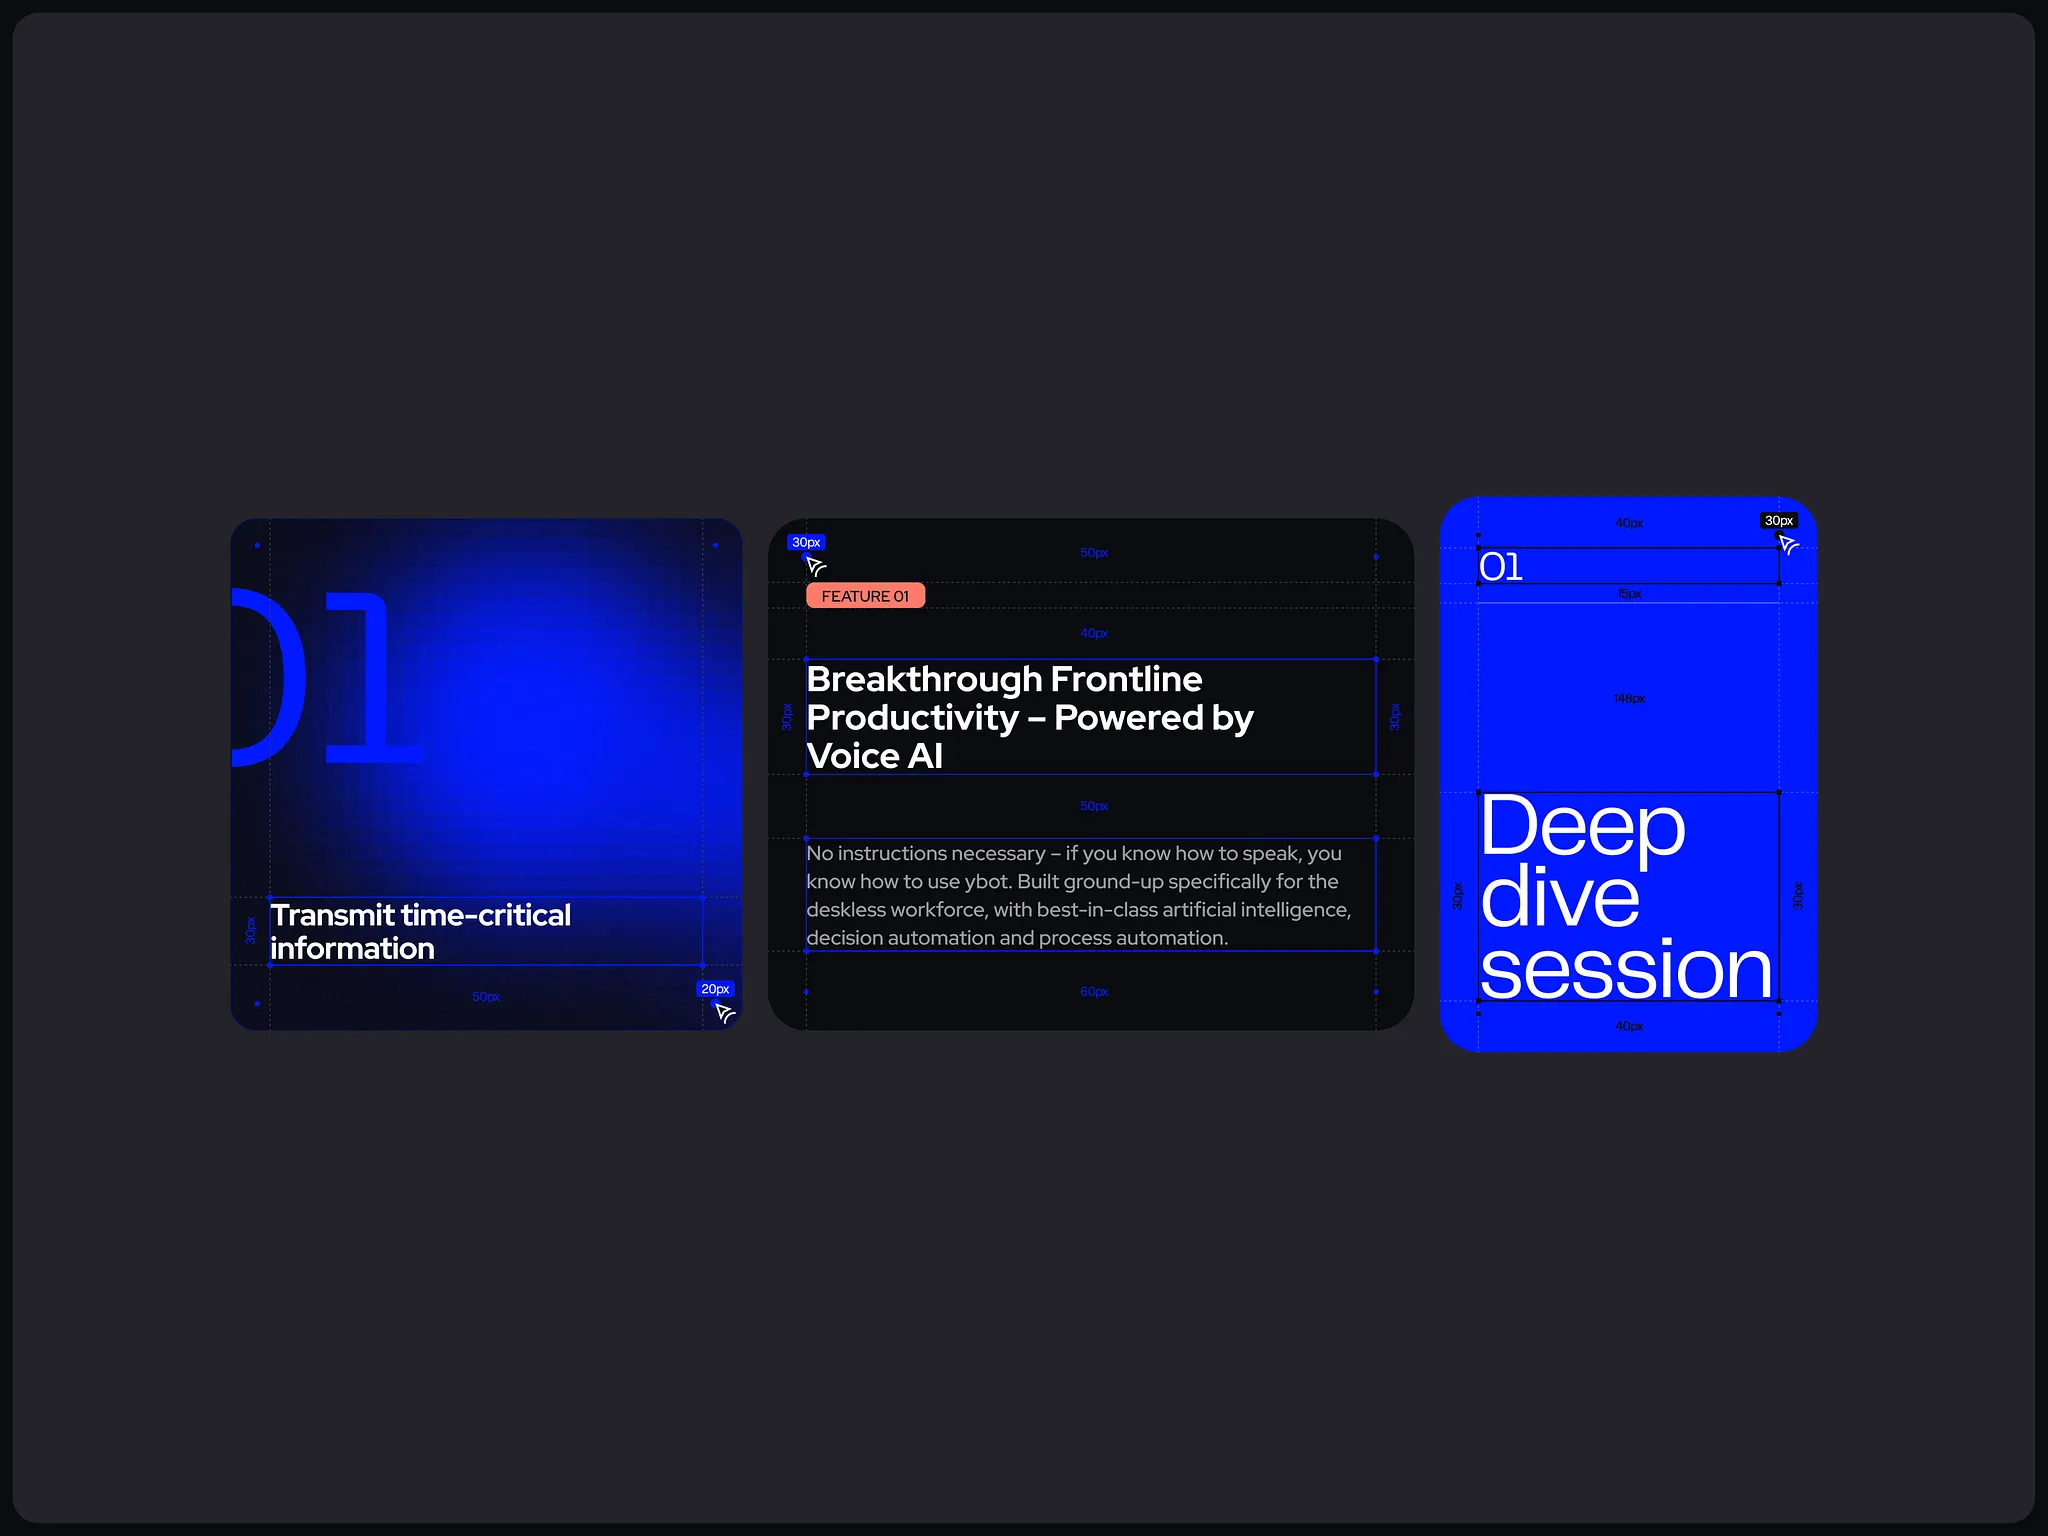 01
Transmit time-critical
information
30px
50px
20px
30px
50px
FEATURE 01
40px
Breakthrough Frontline
Productivity – Powered by
Voice AI
30px
30px
50px
No instructions necessary – if you know how to speak, you
know how to use ybot. Built ground-up specifically for the
deskless workforce, with best-in-class artificial intelligence,
decision automation and process automation.
60px
40px
30px
01
15px
148px
Deep
dive
session
30px
30px
40px